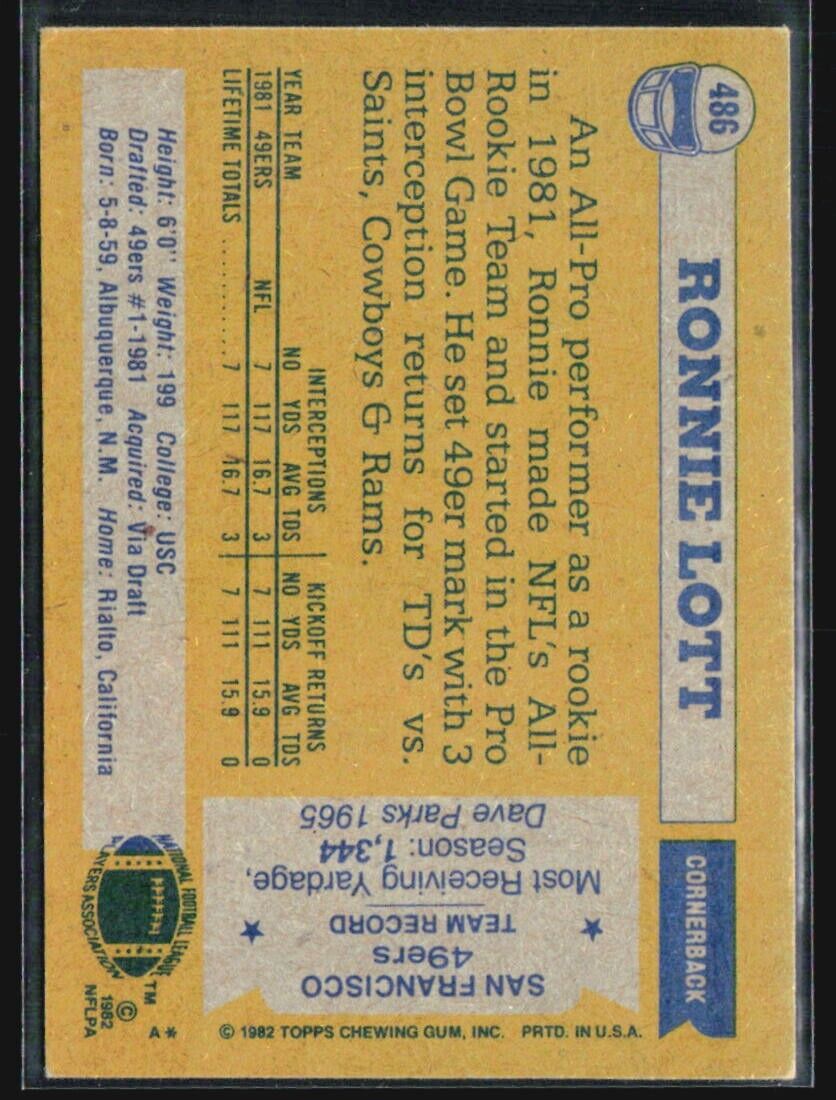 486
RONNIE LOTT
CORNERBACK
An All-Pro performer as a rookie
in 1981, Ronnie made NFL's All-
Rookie Team and started in the Pro
Bowl Game. He set 49er mark with 3
interception returns for TD's vs.
Saints, Cowboys & Rams.
INTERCEPTIONS KICKOFF RETURNS
YEAR TEAM NO YDS AVG TDS NO YDS AVG TDS
1981 49ERS NFL 7 117 16.7 3 7 111 15.9 0
LIFETIME TOTALS .......... 7 117 16.7 3 7 111 15.9 0
Height: 6'0" Weight: 199 College: USC
Drafted: 49ers #1-1981 Acquired: Via Draft
Born: 5-8-59, Albuquerque, N.M. Home: Rialto, California
SAN FRANCISCO
49ers
TEAM RECORD
Most Receiving Yardage,
Season: 1,344
Dave Parks 1965
NATIONAL FOOTBALL LEAGUE
PLAYERS ASSOCIATION
TM
© 1982
NFLPA
A*
© 1982 TOPPS CHEWING GUM, INC. PRTD. IN U.S.A.